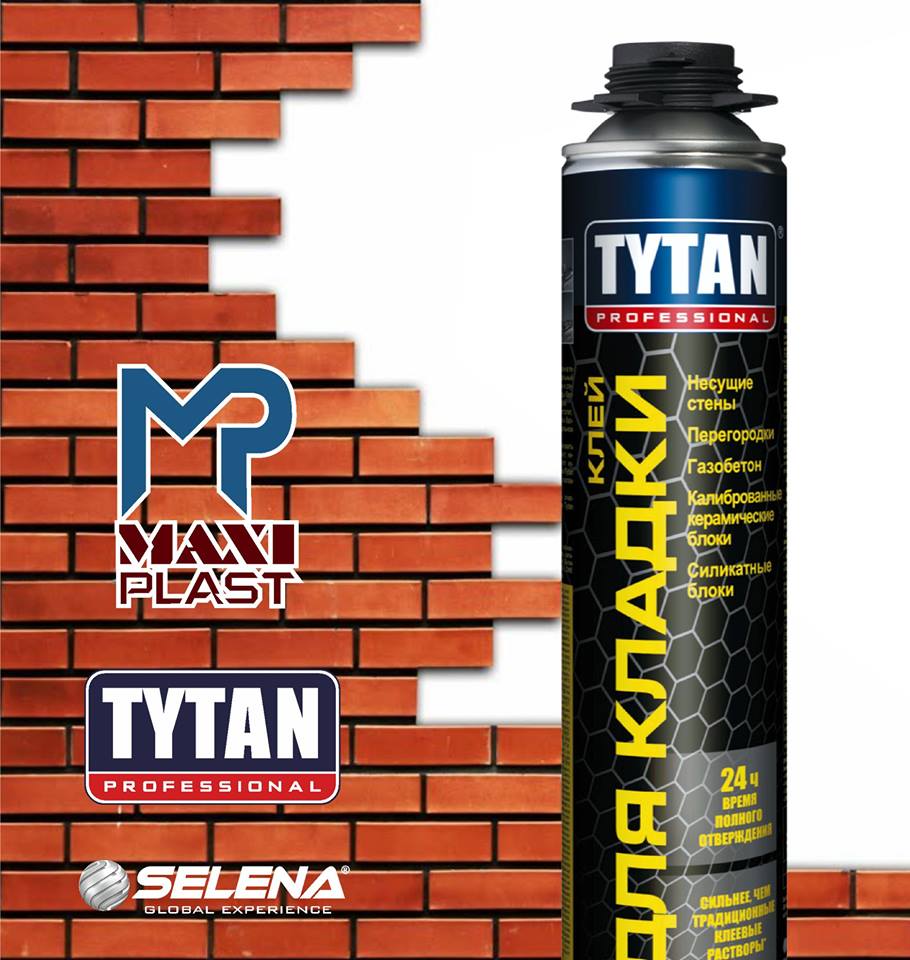 MP
MAXI
PLAST
TYTAN
PROFESSIONAL
SELENA®
GLOBAL EXPERIENCE
TYTAN®
PROFESSIONAL
КЛЕЙ
ДЛЯ КЛАДКИ
Несущие
стены
Перегородки
Газобетон
Калиброванные
керамические
блоки
Силикатные
блоки
24 ч
ВРЕМЯ
ПОЛНОГО
ОТВЕРЖДЕНИЯ
СИЛЬНЕЕ, ЧЕМ
ТРАДИЦИОННЫЕ
КЛЕЕВЫЕ
РАСТВОРЫ*